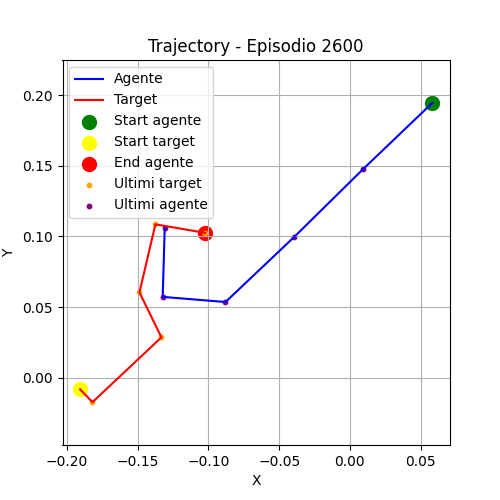 Trajectory - Episodio 2600
Agente
Target
Start agente
Start target
End agente
Ultimi target
Ultimi agente
Y
0.20
0.15
0.10
0.05
0.00
−0.20 −0.15 −0.10 −0.05 0.00 0.05
X